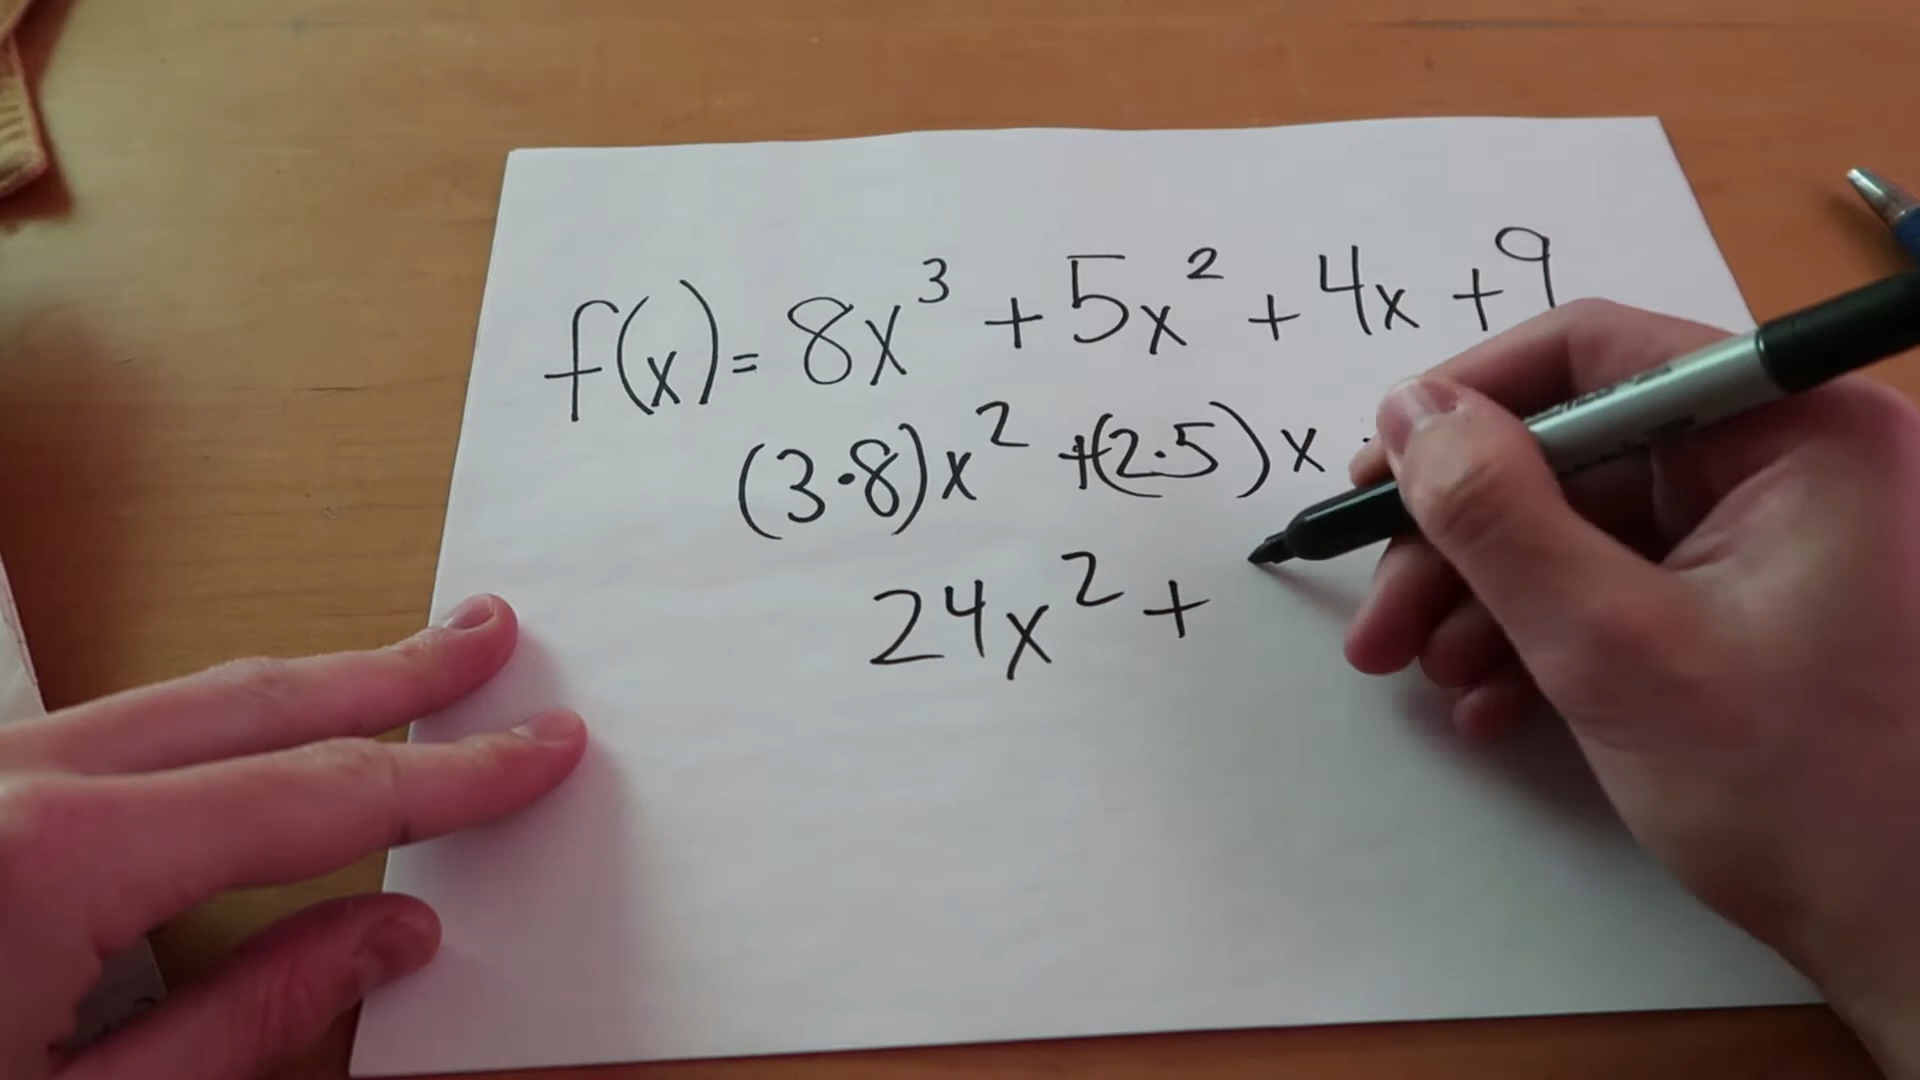 f(x) = 8x³ + 5x² + 4x + 9
(3·8)x² + (2·5)x
24x² +